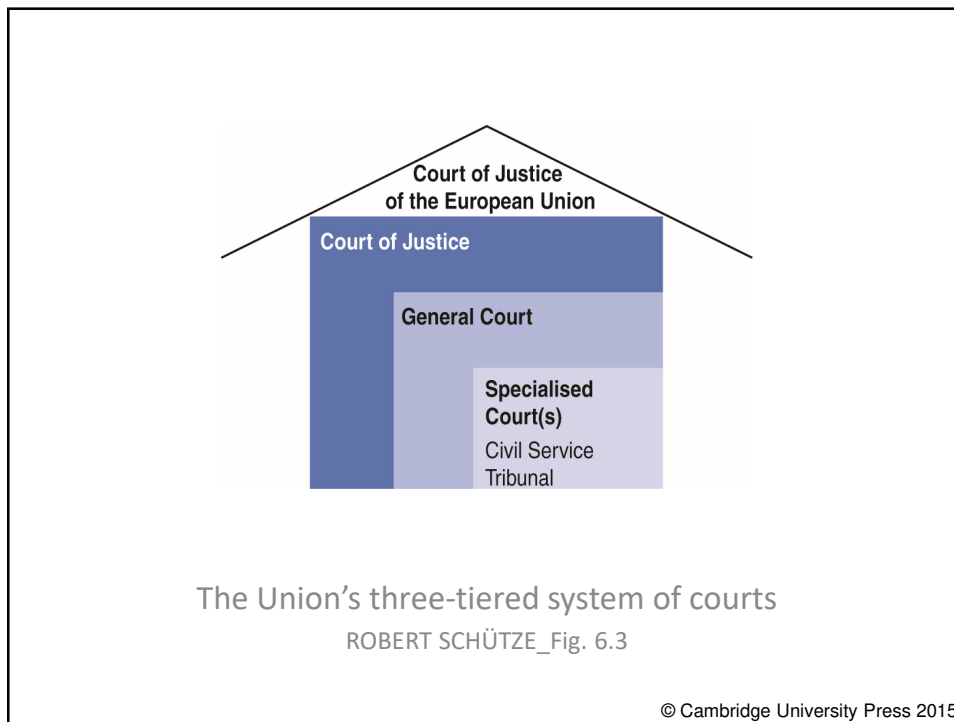 Court of Justice
of the European Union
Court of Justice
General Court
Specialised
Court(s)
Civil Service
Tribunal
The Union's three-tiered system of courts
ROBERT SCHÜTZE_Fig. 6.3
© Cambridge University Press 2015